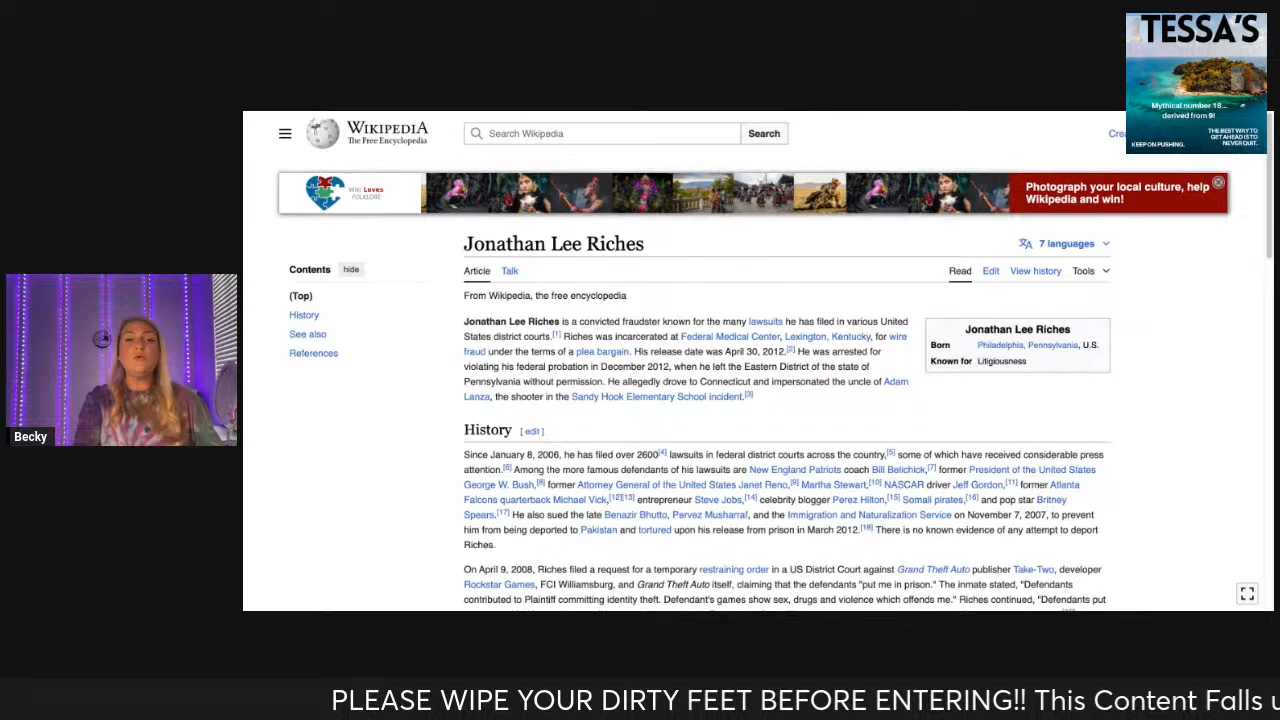 TESSA'S
Mythical number 18...
derived from 9!
KEEP ON PUSHING.
THE BEST WAY TO
GET AHEAD IS TO
NEVER QUIT.
WIKIPEDIA
The Free Encyclopedia
Search Wikipedia
Search
Crea
Wiki Loves
FOLKLORE
Photograph your local culture, help
Wikipedia and win!
Jonathan Lee Riches
7 languages
Contents hide
(Top)
History
See also
References
Article Talk
Read Edit View history Tools
From Wikipedia, the free encyclopedia
Jonathan Lee Riches is a convicted fraudster known for the many lawsuits he has filed in various United
States district courts.[1] Riches was incarcerated at Federal Medical Center, Lexington, Kentucky, for wire
fraud under the terms of a plea bargain. His release date was April 30, 2012.[2] He was arrested for
violating his federal probation in December 2012, when he left the Eastern District of the state of
Pennsylvania without permission. He allegedly drove to Connecticut and impersonated the uncle of Adam
Lanza, the shooter in the Sandy Hook Elementary School incident.[3]
Jonathan Lee Riches
Born Philadelphia, Pennsylvania, U.S.
Known for Litigiousness
History [ edit ]
Since January 8, 2006, he has filed over 2600[4] lawsuits in federal district courts across the country,[5] some of which have received considerable press
attention.[6] Among the more famous defendants of his lawsuits are New England Patriots coach Bill Belichick,[7] former President of the United States
George W. Bush,[8] former Attorney General of the United States Janet Reno,[9] Martha Stewart,[10] NASCAR driver Jeff Gordon,[11] former Atlanta
Falcons quarterback Michael Vick,[12][13] entrepreneur Steve Jobs,[14] celebrity blogger Perez Hilton,[15] Somali pirates,[16] and pop star Britney
Spears.[17] He also sued the late Benazir Bhutto, Pervez Musharraf, and the Immigration and Naturalization Service on November 7, 2007, to prevent
him from being deported to Pakistan and tortured upon his release from prison in March 2012.[18] There is no known evidence of any attempt to deport
Riches.
On April 9, 2008, Riches filed a request for a temporary restraining order in a US District Court against Grand Theft Auto publisher Take-Two, developer
Rockstar Games, FCI Williamsburg, and Grand Theft Auto itself, claiming that the defendants "put me in prison." The inmate stated, "Defendants
contributed to Plaintiff committing identity theft. Defendant's games show sex, drugs and violence which offends me." Riches continued, "Defendants put
Becky
PLEASE WIPE YOUR DIRTY FEET BEFORE ENTERING!! This Content Falls u